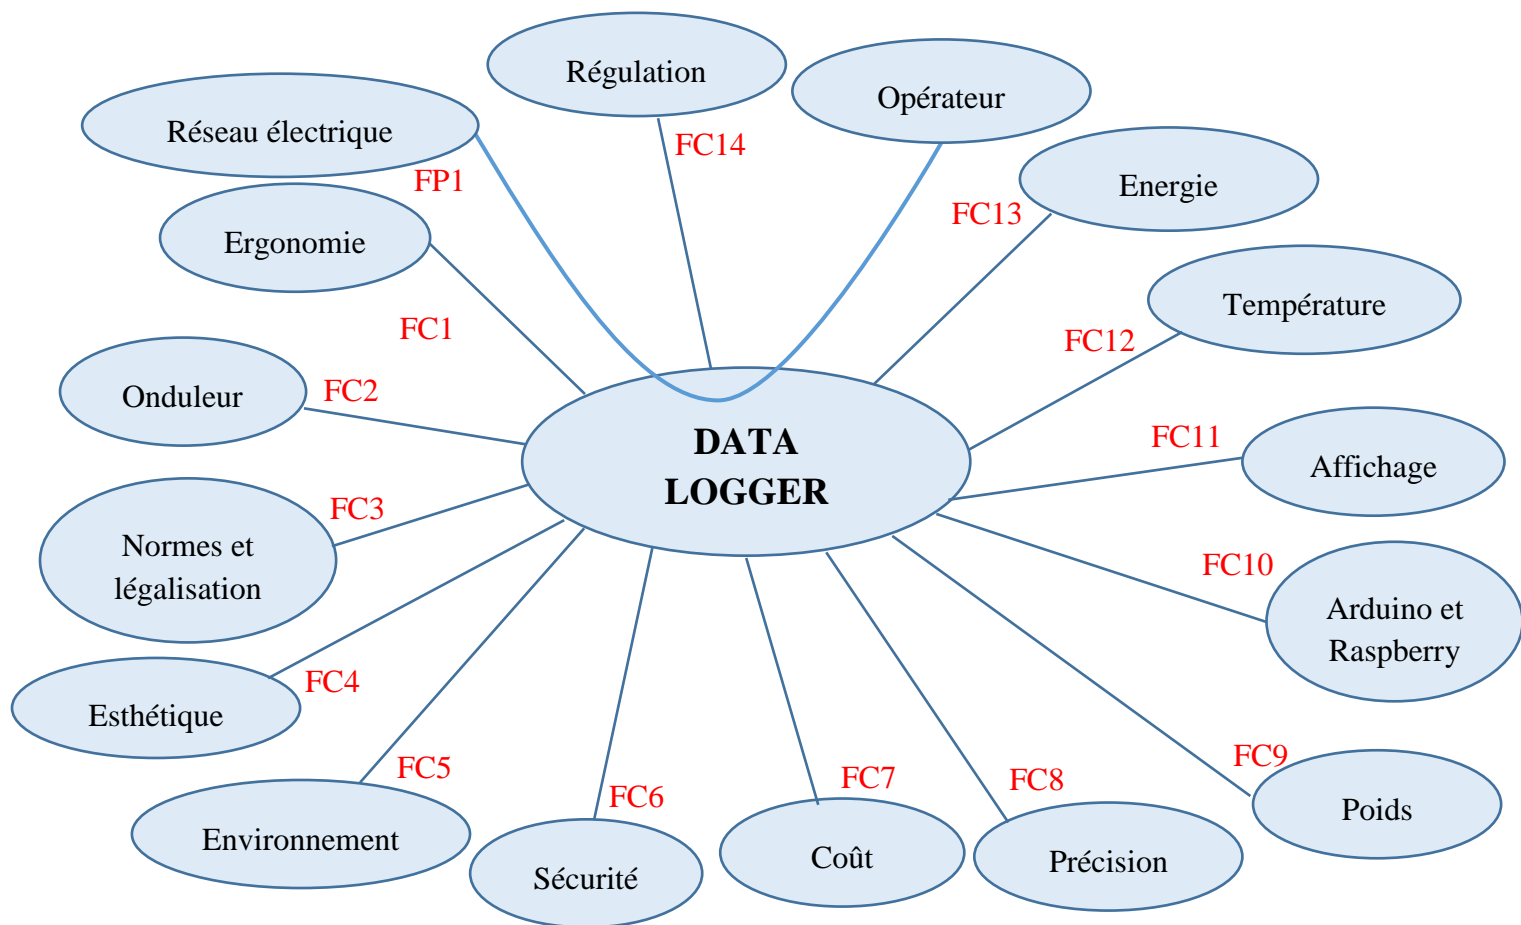 Régulation
Opérateur
Réseau électrique
FC14
FP1
Energie
FC13
Ergonomie
Température
FC1
FC12
Onduleur
FC2
DATA
LOGGER
FC11
Affichage
FC3
Normes et
légalisation
FC10
Arduino et
Raspberry
FC4
Esthétique
FC5
FC6
FC7
FC8
FC9
Environnement
Sécurité
Coût
Précision
Poids